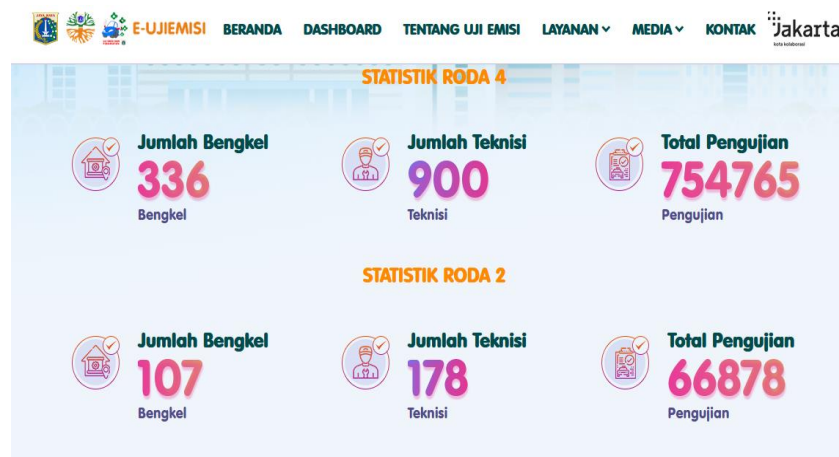 E-UJIEMISI BERANDA DASHBOARD TENTANG UJI EMISI LAYANAN MEDIA KONTAK Jakarta
kota kolaborasi
STATISTIK RODA 4
Jumlah Bengkel Jumlah Teknisi Total Pengujian
336 900 754765
Bengkel Teknisi Pengujian
STATISTIK RODA 2
Jumlah Bengkel Jumlah Teknisi Total Pengujian
107 178 66878
Bengkel Teknisi Pengujian